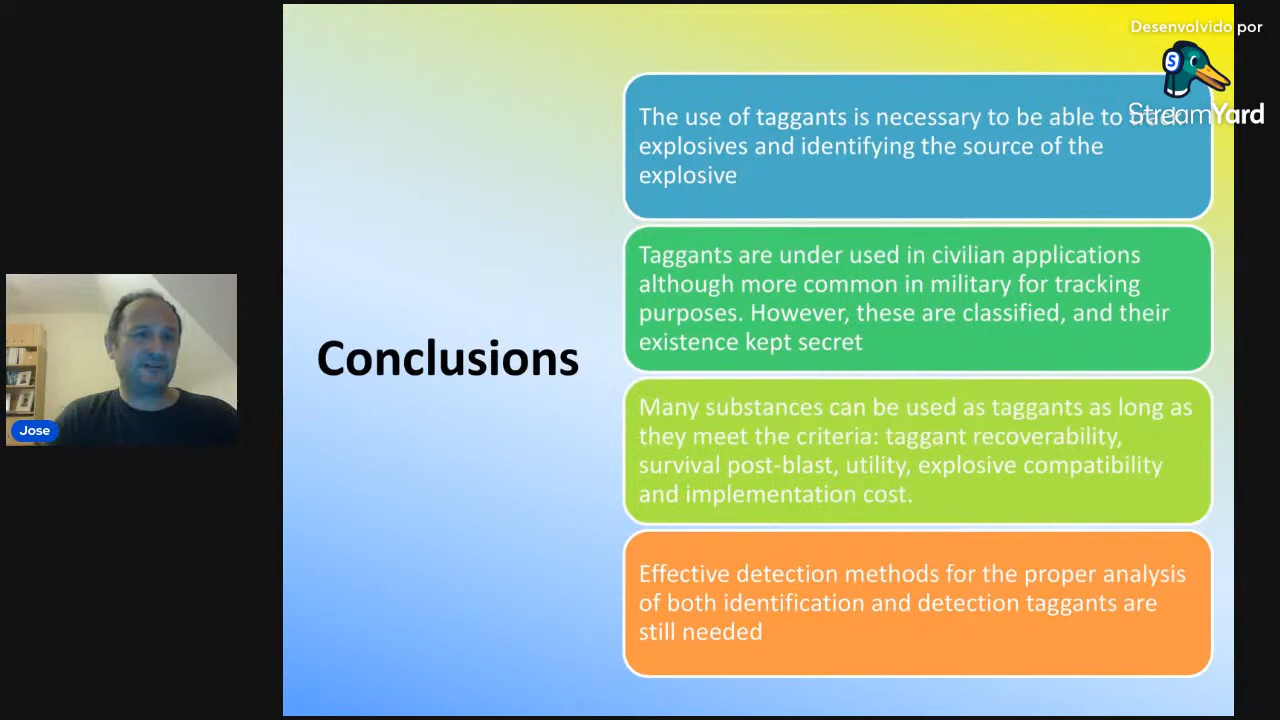 Desenvolvido por
StreamYard
The use of taggants is necessary to be able to
explosives and identifying the source of the
explosive
Taggants are under used in civilian applications
although more common in military for tracking
purposes. However, these are classified, and their
existence kept secret
Conclusions
Many substances can be used as taggants as long as
they meet the criteria: taggant recoverability,
survival post-blast, utility, explosive compatibility
and implementation cost.
Effective detection methods for the proper analysis
of both identification and detection taggants are
still needed
Jose